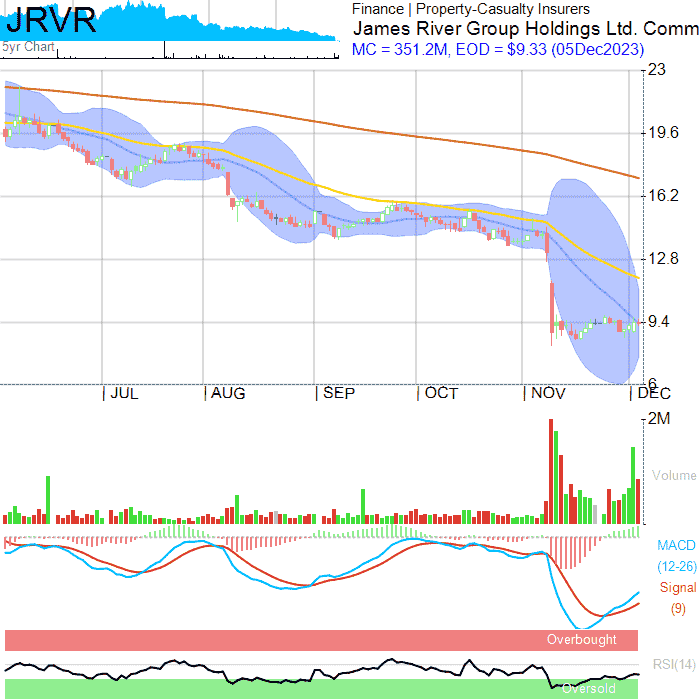 JRVR
5yr Chart
Finance | Property-Casualty Insurers
James River Group Holdings Ltd. Comm
MC = 351.2M, EOD = $9.33 (05Dec2023)
23
19.6
16.2
12.8
9.4
6
JUL
AUG
SEP
OCT
NOV
DEC
2M
Volume
MACD
(12-26)
Signal
(9)
Overbought
RSI(14)
Oversold